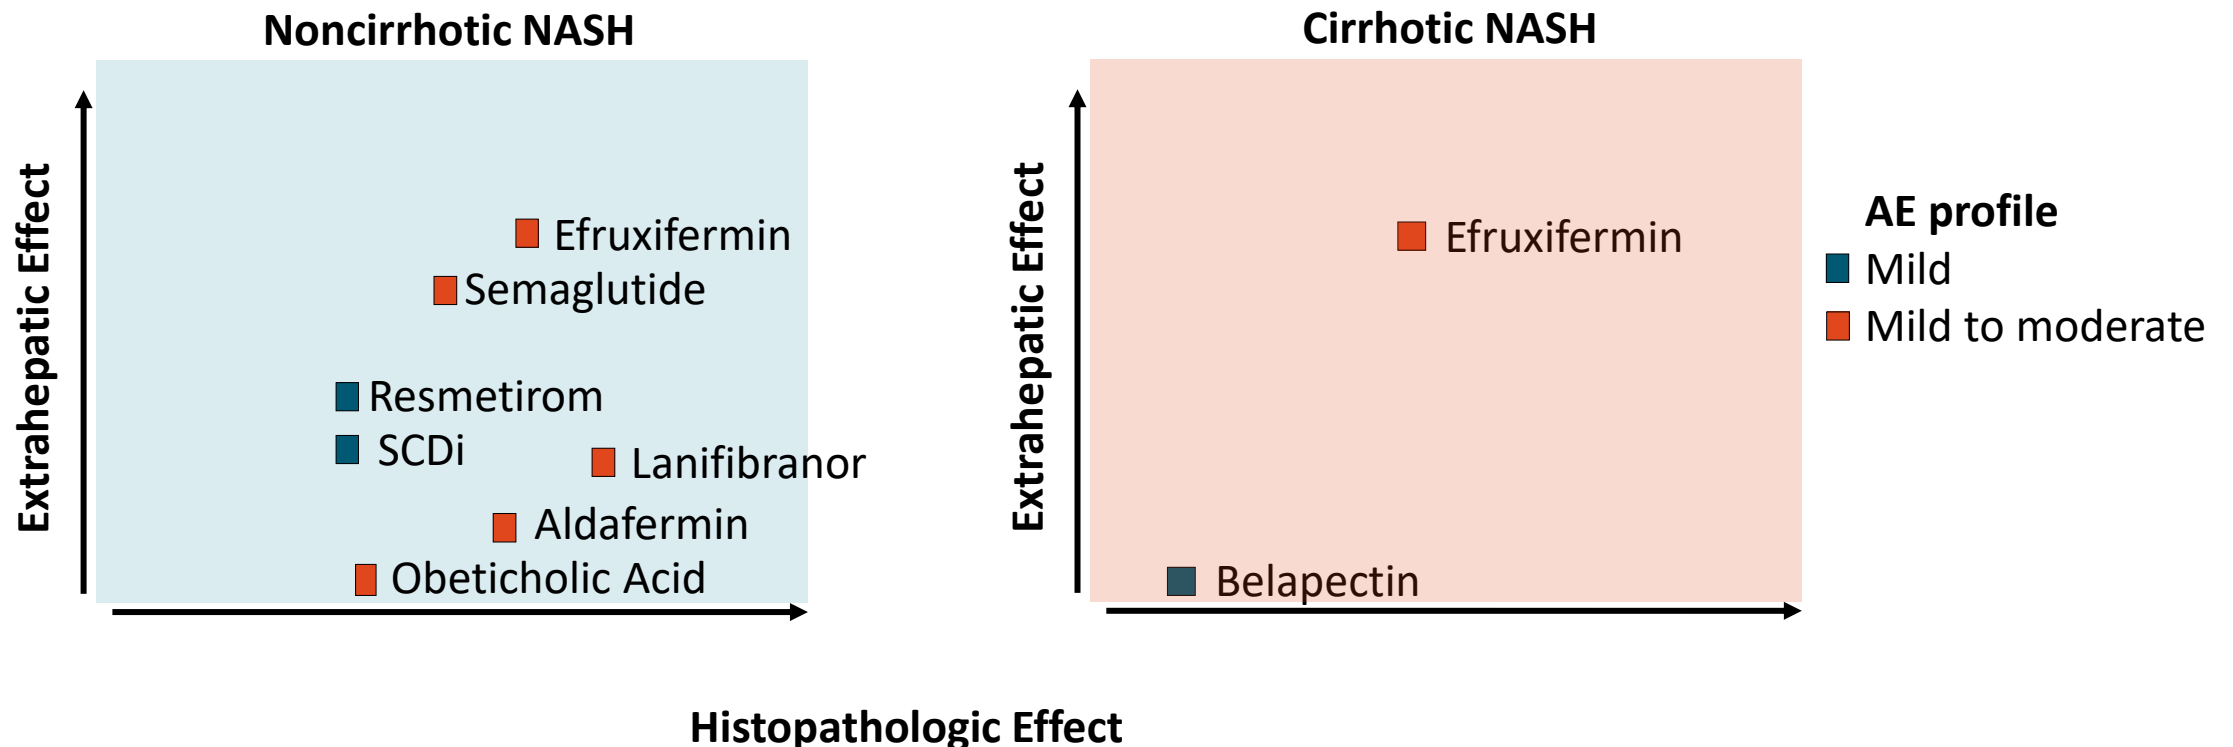 Noncirrhotic NASH
Extrahepatic Effect
Efruxifermin
Semaglutide
Resmetirom
SCDi
Lanifibranor
Aldafermin
Obeticholic Acid
Cirrhotic NASH
Extrahepatic Effect
Efruxifermin
Belapectin
AE profile
Mild
Mild to moderate
Histopathologic Effect